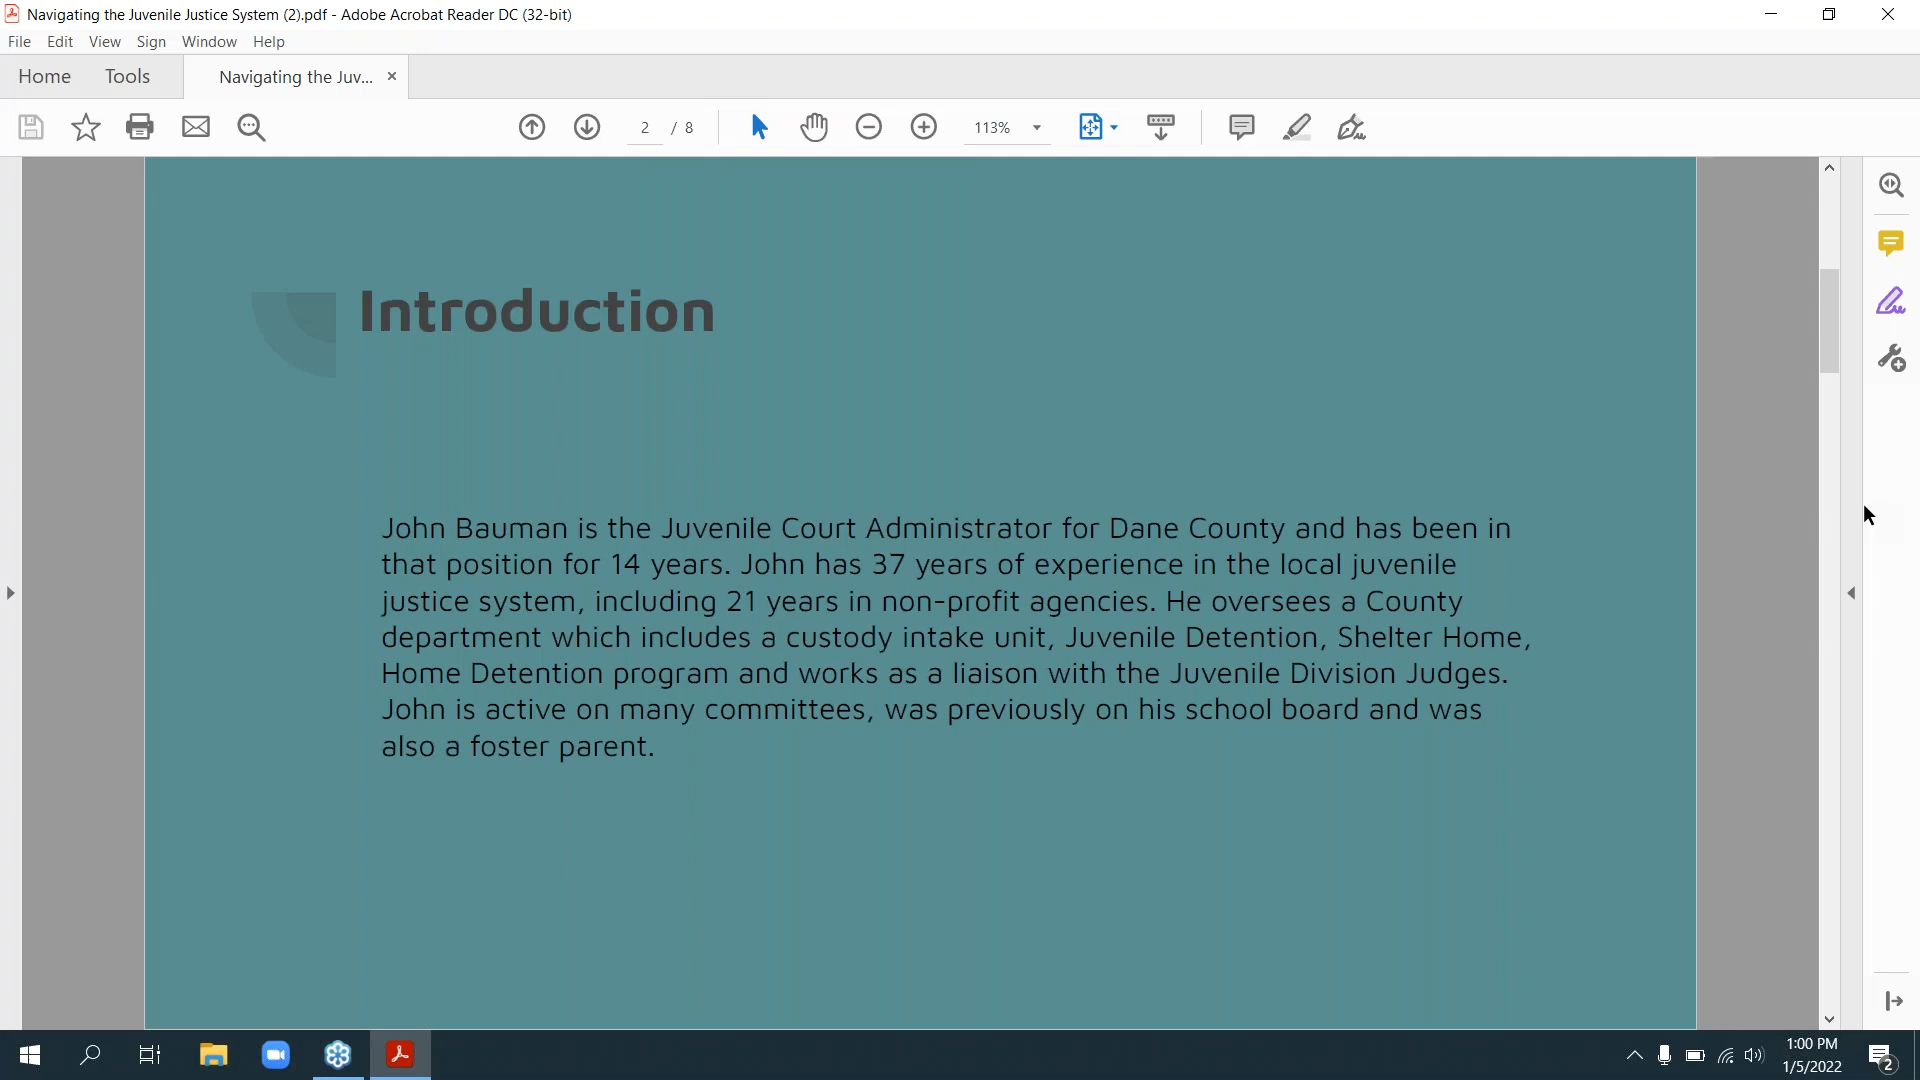 Navigating the Juvenile Justice System (2).pdf - Adobe Acrobat Reader DC (32-bit)
File Edit View Sign Window Help
Home Tools Navigating the Juv... ×
2 / 8 113%
Introduction
John Bauman is the Juvenile Court Administrator for Dane County and has been in
that position for 14 years. John has 37 years of experience in the local juvenile
justice system, including 21 years in non-profit agencies. He oversees a County
department which includes a custody intake unit, Juvenile Detention, Shelter Home,
Home Detention program and works as a liaison with the Juvenile Division Judges.
John is active on many committees, was previously on his school board and was
also a foster parent.
1:00 PM
1/5/2022
2